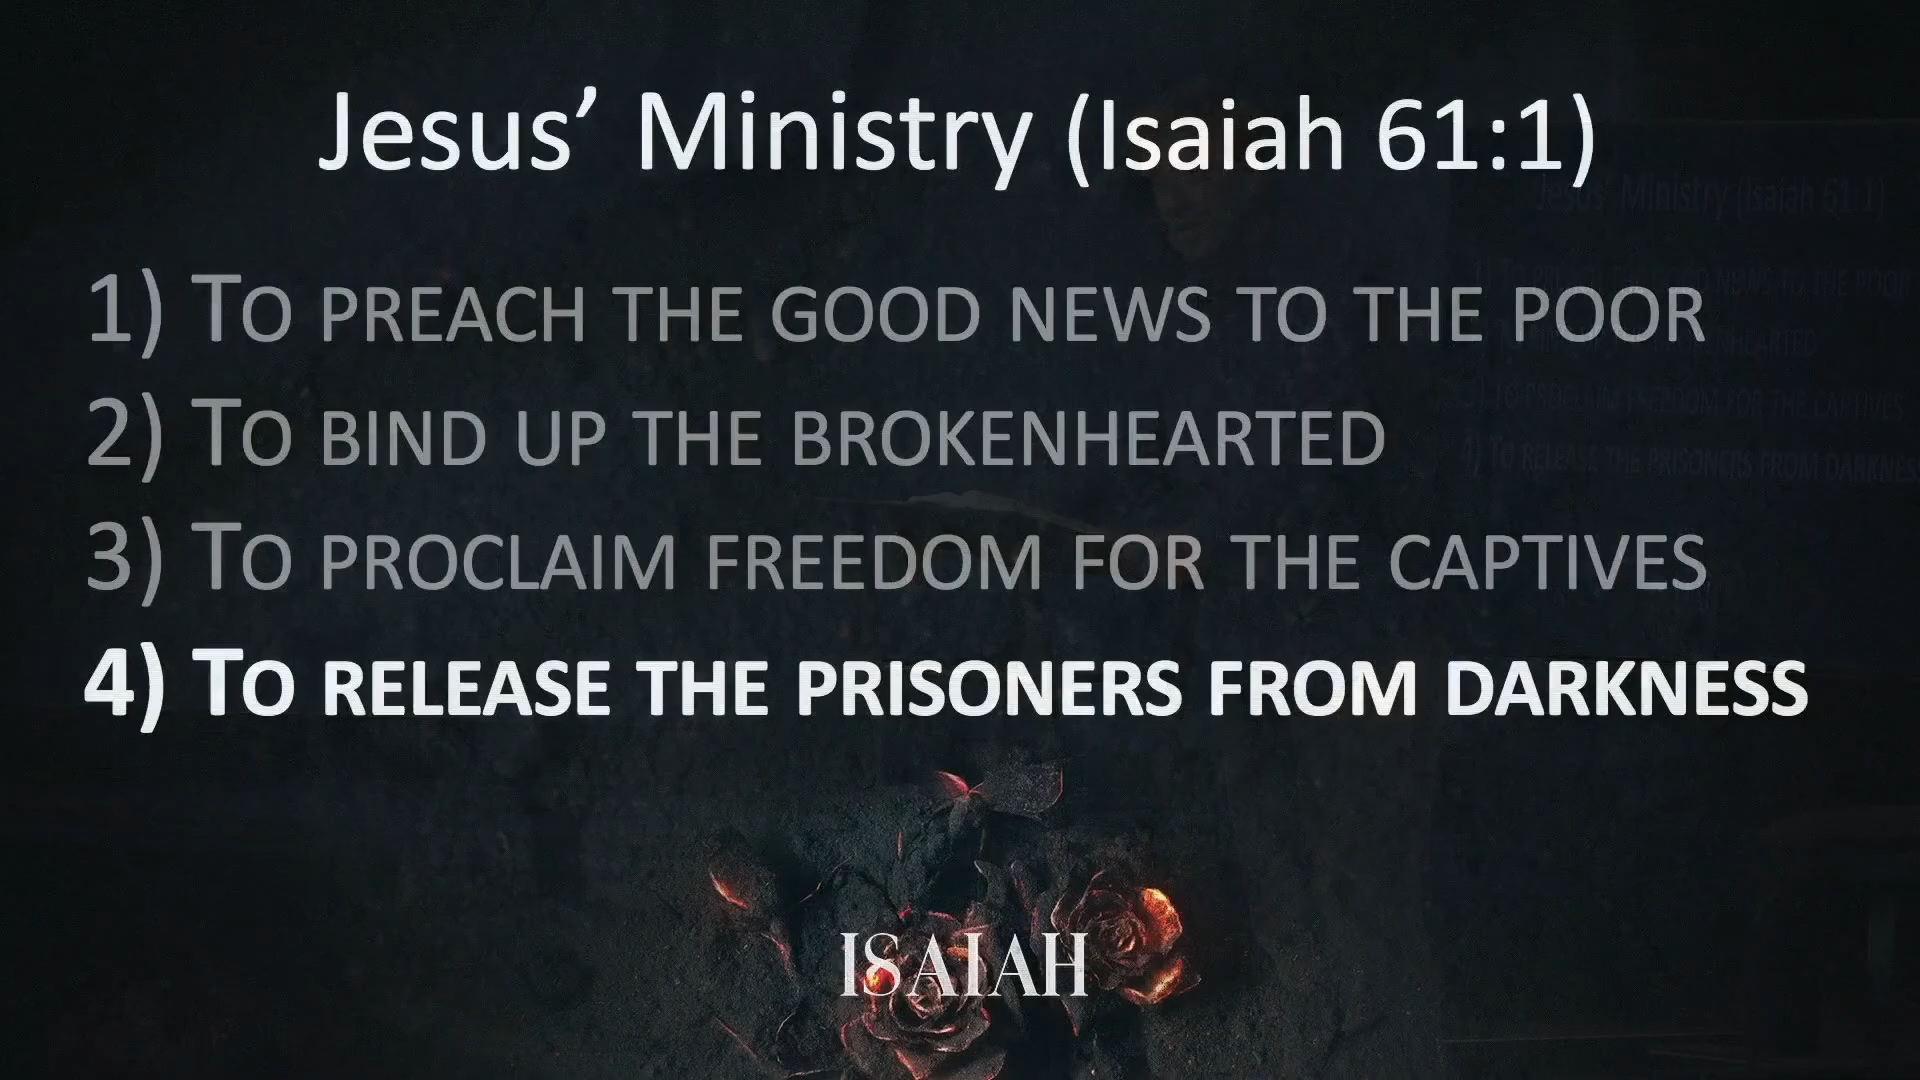 Jesus’ Ministry (Isaiah 61:1)
1) To preach the good news to the poor
2) To bind up the brokenhearted
3) To proclaim freedom for the captives
4) To release the prisoners from darkness
ISAIAH